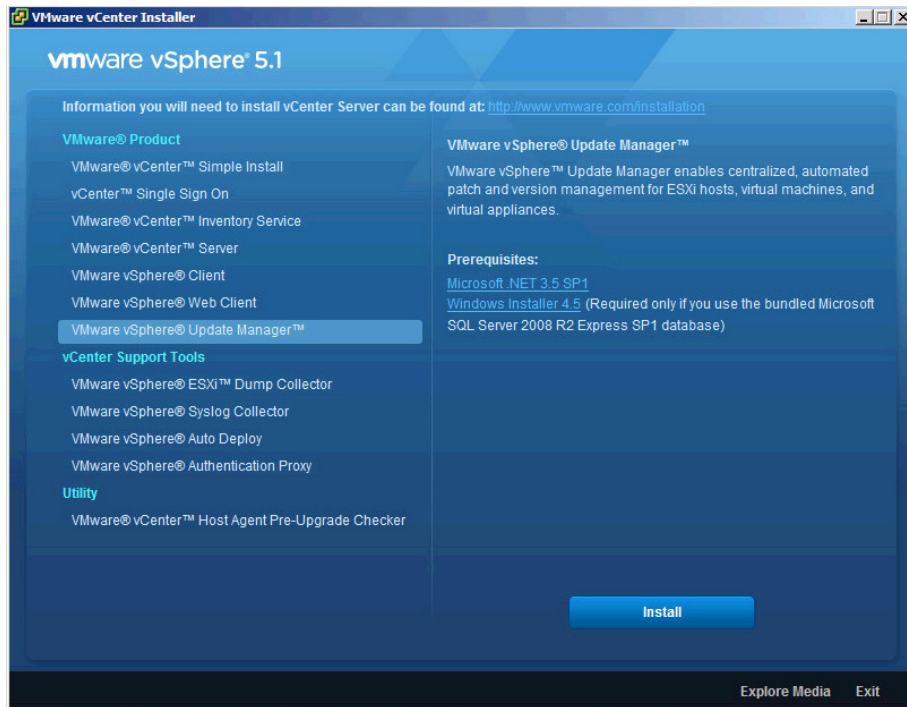 VMware vCenter Installer
vmware vSphere® 5.1
Information you will need to install vCenter Server can be found at: http://www.vmware.com/installation
VMware® Product
VMware® vCenter™ Simple Install
vCenter™ Single Sign On
VMware® vCenter™ Inventory Service
VMware® vCenter™ Server
VMware vSphere® Client
VMware vSphere® Web Client
VMware vSphere® Update Manager™
vCenter Support Tools
VMware vSphere® ESXi™ Dump Collector
VMware vSphere® Syslog Collector
VMware vSphere® Auto Deploy
VMware vSphere® Authentication Proxy
Utility
VMware® vCenter™ Host Agent Pre-Upgrade Checker
VMware vSphere® Update Manager™
VMware vSphere™ Update Manager enables centralized, automated
patch and version management for ESXi hosts, virtual machines, and
virtual appliances.
Prerequisites:
Microsoft .NET 3.5 SP1
Windows Installer 4.5 (Required only if you use the bundled Microsoft
SQL Server 2008 R2 Express SP1 database)
Install
Explore Media Exit